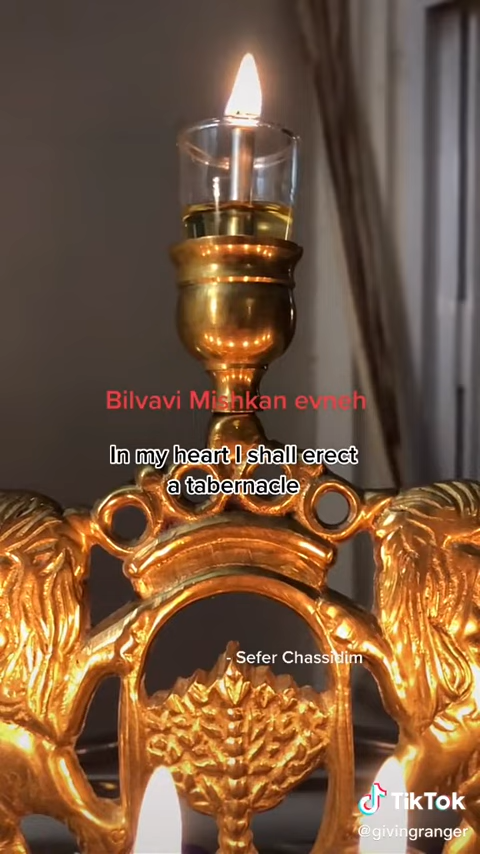 Bilvavi Mishkan evneh
In my heart I shall erect
a tabernacle
- Sefer Chassidim
TikTok
@givingranger